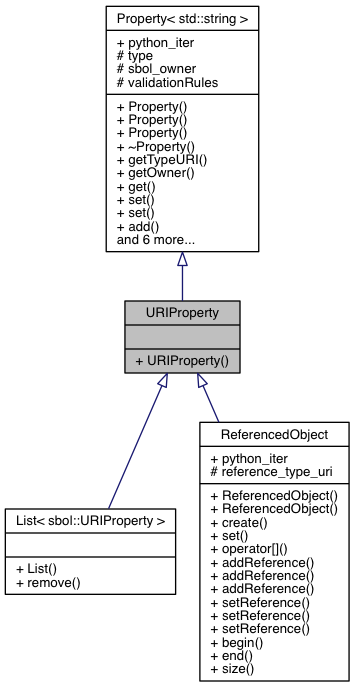 Property< std::string >
+ python_iter
# type
# sbol_owner
# validationRules
+ Property()
+ Property()
+ Property()
+ ~Property()
+ getTypeURI()
+ getOwner()
+ get()
+ set()
+ set()
+ add()
and 6 more...
URIProperty
+ URIProperty()
ReferencedObject
+ python_iter
# reference_type_uri
+ ReferencedObject()
+ ReferencedObject()
+ create()
+ set()
+ operator[]()
+ addReference()
+ addReference()
+ addReference()
+ setReference()
+ setReference()
+ setReference()
+ begin()
+ end()
+ size()
List< sbol::URIProperty >
+ List()
+ remove()